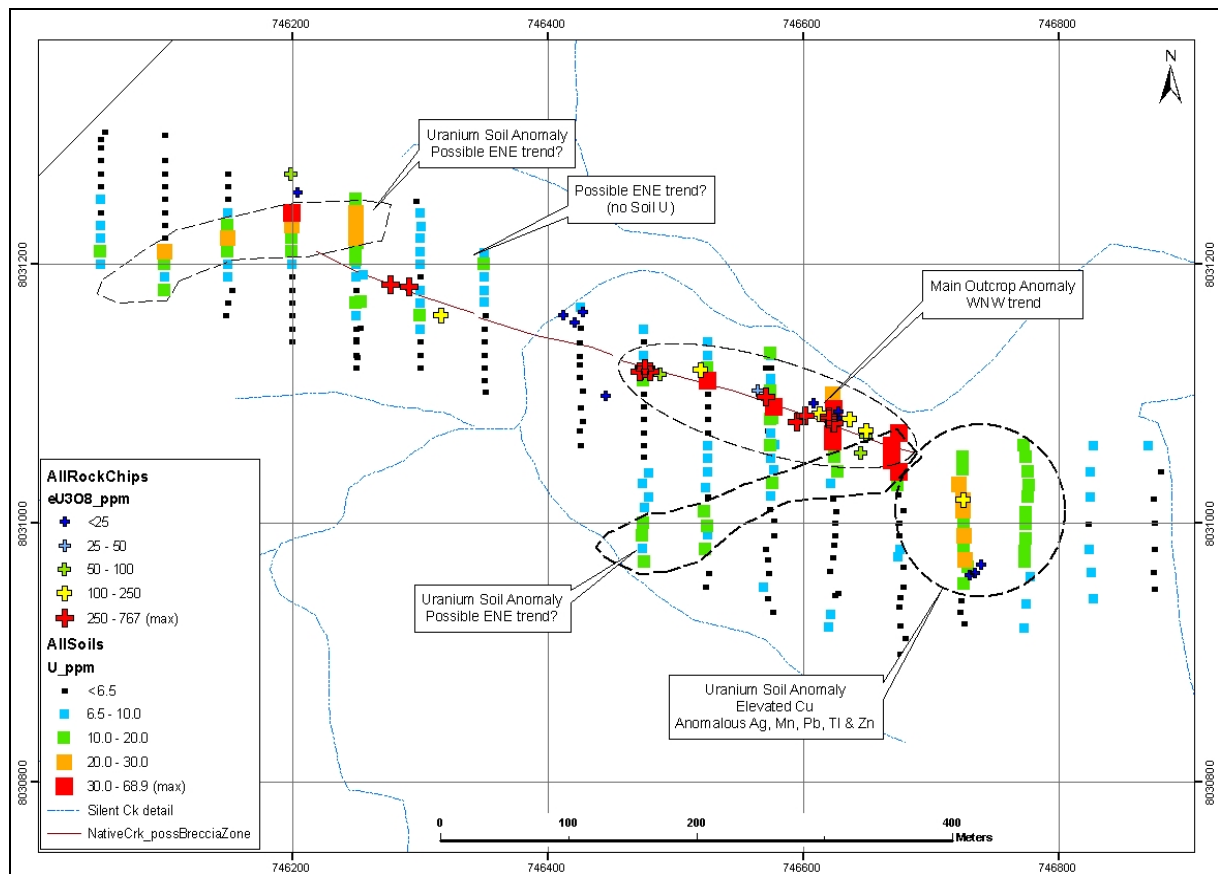 746200
746400
746600
746800
N
Uranium Soil Anomaly
Possible ENE trend?
Possible ENE trend?
(no Soil U )
8031200
8031200
Main Outcrop Anomaly
WNW trend
AllRockChips
eU3O8_ppm
<25
25 - 50
50 - 100
100 - 250
250 - 767 (max)
AllSoils
U_ppm
<6.5
6.5 - 10.0
10.0 - 20.0
20.0 - 30.0
30.0 - 68.9 (max)
Silent Ck detail
NativeCrk_possBrecciaZone
8031000
8031000
Uranium Soil Anomaly
Possible ENE trend?
Uranium Soil Anomaly
Elevated Cu
Anomalous Ag, Mn, Pb, Tl & Zn
8030800
8030800
0 100 200 400
Meters
746200
746400
746600
746800